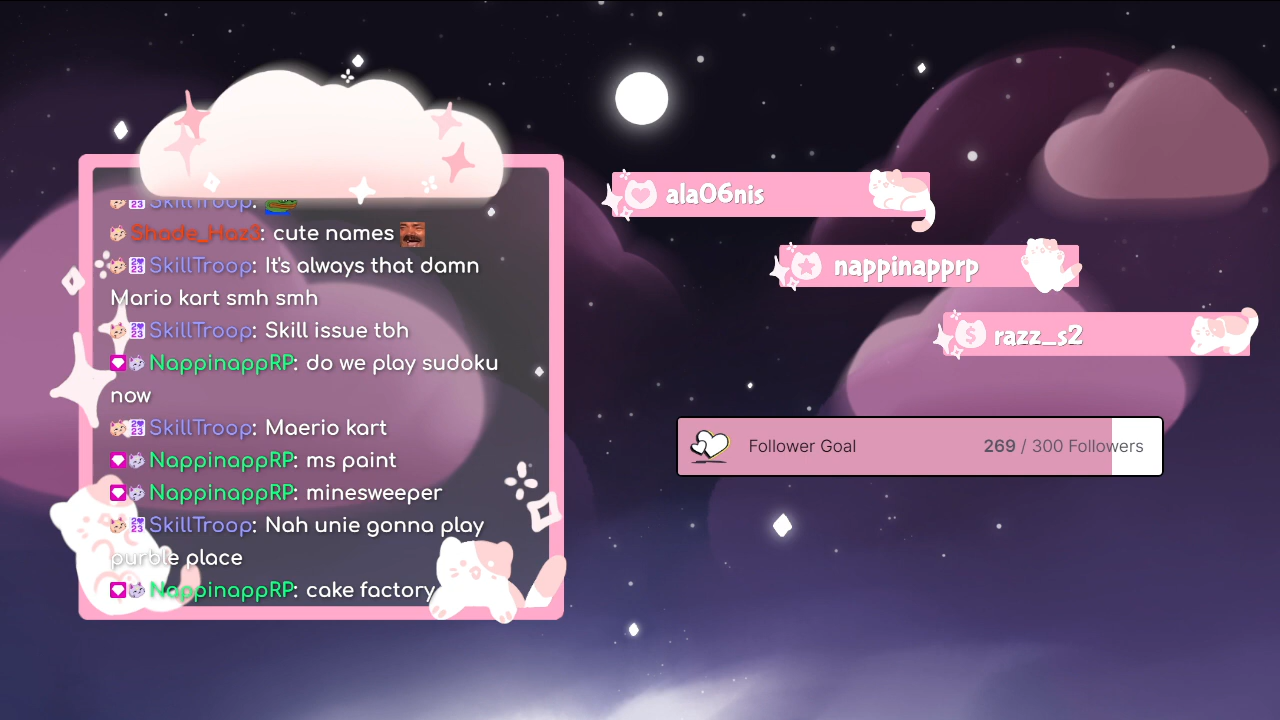 SkillTroop:
Shade_Haz3: cute names
SkillTroop: It's always that damn
Mario kart smh smh
SkillTroop: Skill issue tbh
NappinappRP: do we play sudoku
now
SkillTroop: Maerio kart
NappinappRP: ms paint
NappinappRP: minesweeper
SkillTroop: Nah unie gonna play
purble place
NappinappRP: cake factory
ala06nis
nappinapprp
razz_s2
Follower Goal 269 / 300 Followers